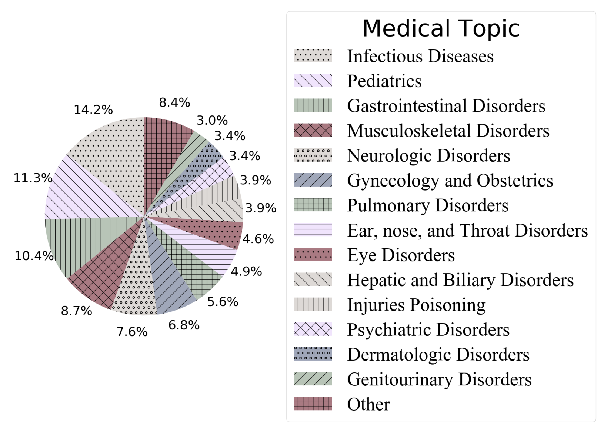 Medical Topic
Infectious Diseases
Pediatrics
Gastrointestinal Disorders
Musculoskeletal Disorders
Neurologic Disorders
Gynecology and Obstetrics
Pulmonary Disorders
Ear, nose, and Throat Disorders
Eye Disorders
Hepatic and Biliary Disorders
Injuries Poisoning
Psychiatric Disorders
Dermatologic Disorders
Genitourinary Disorders
Other
14.2%
11.3%
10.4%
8.7%
7.6%
6.8%
5.6%
4.9%
4.6%
3.9%
3.9%
3.4%
3.4%
3.0%
8.4%